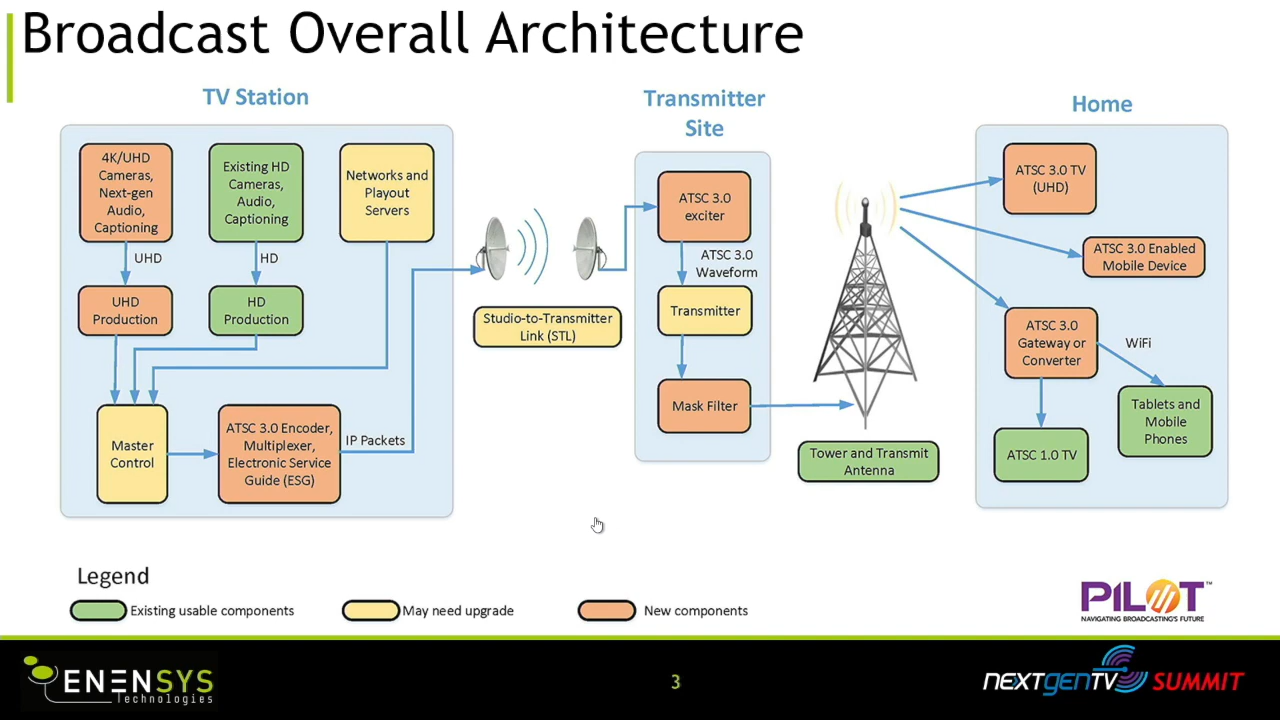 Broadcast Overall Architecture
TV Station
Transmitter
Site
Home
4K/UHD
Cameras,
Next-gen
Audio,
Captioning
Existing HD
Cameras,
Audio,
Captioning
Networks and
Playout
Servers
UHD
HD
UHD
Production
HD
Production
Master
Control
ATSC 3.0 Encoder,
Multiplexer,
Electronic Service
Guide (ESG)
IP Packets
Studio-to-Transmitter
Link (STL)
ATSC 3.0
exciter
ATSC 3.0
Waveform
Transmitter
Mask Filter
Tower and Transmit
Antenna
ATSC 3.0 TV
(UHD)
ATSC 3.0 Enabled
Mobile Device
ATSC 3.0
Gateway or
Converter
WiFi
Tablets and
Mobile
Phones
ATSC 1.0 TV
Legend
Existing usable components
May need upgrade
New components
PILOT™
NAVIGATING BROADCASTING'S FUTURE
ENENSYS
Technologies
3
NEXTGENTV SUMMIT